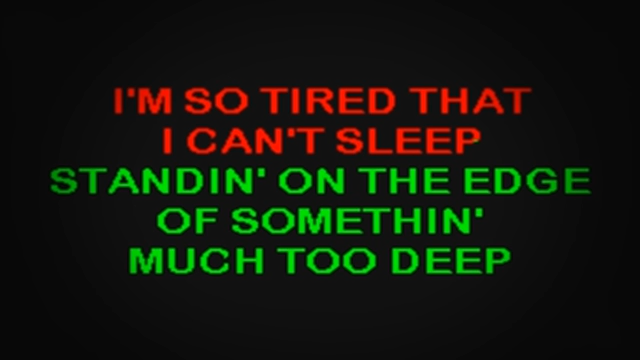 I'M SO TIRED THAT
I CAN'T SLEEP
STANDIN' ON THE EDGE
OF SOMETHIN'
MUCH TOO DEEP